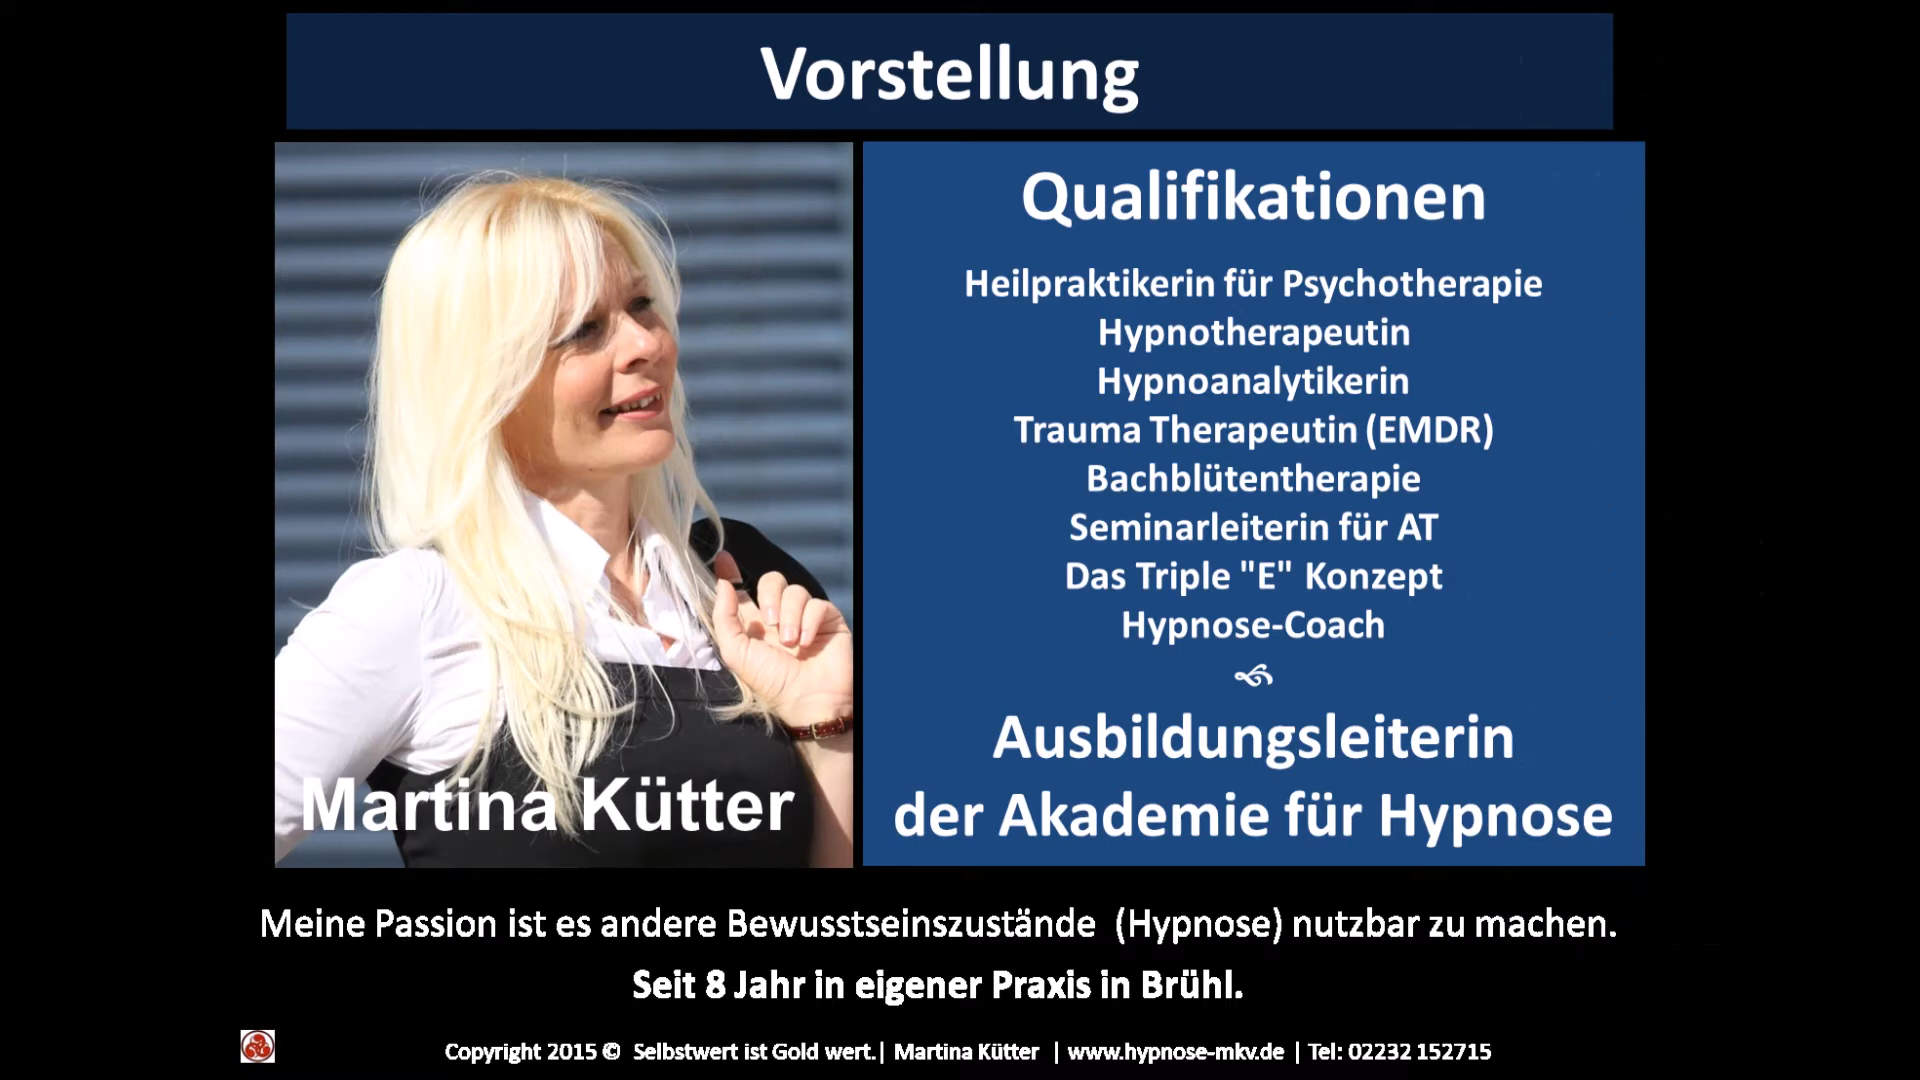 Vorstellung
Qualifikationen
Heilpraktikerin für Psychotherapie
Hypnotherapeutin
Hypnoanalytikerin
Trauma Therapeutin (EMDR)
Bachblütentherapie
Seminarleiterin für AT
Das Triple "E" Konzept
Hypnose-Coach
Ausbildungsleiterin
der Akademie für Hypnose
Martina Kütter
Meine Passion ist es andere Bewusstseinszustände (Hypnose) nutzbar zu machen.
Seit 8 Jahr in eigener Praxis in Brühl.
Copyright 2015 © Selbstwert ist Gold wert.| Martina Kütter | www.hypnose-mkv.de | Tel: 02232 152715